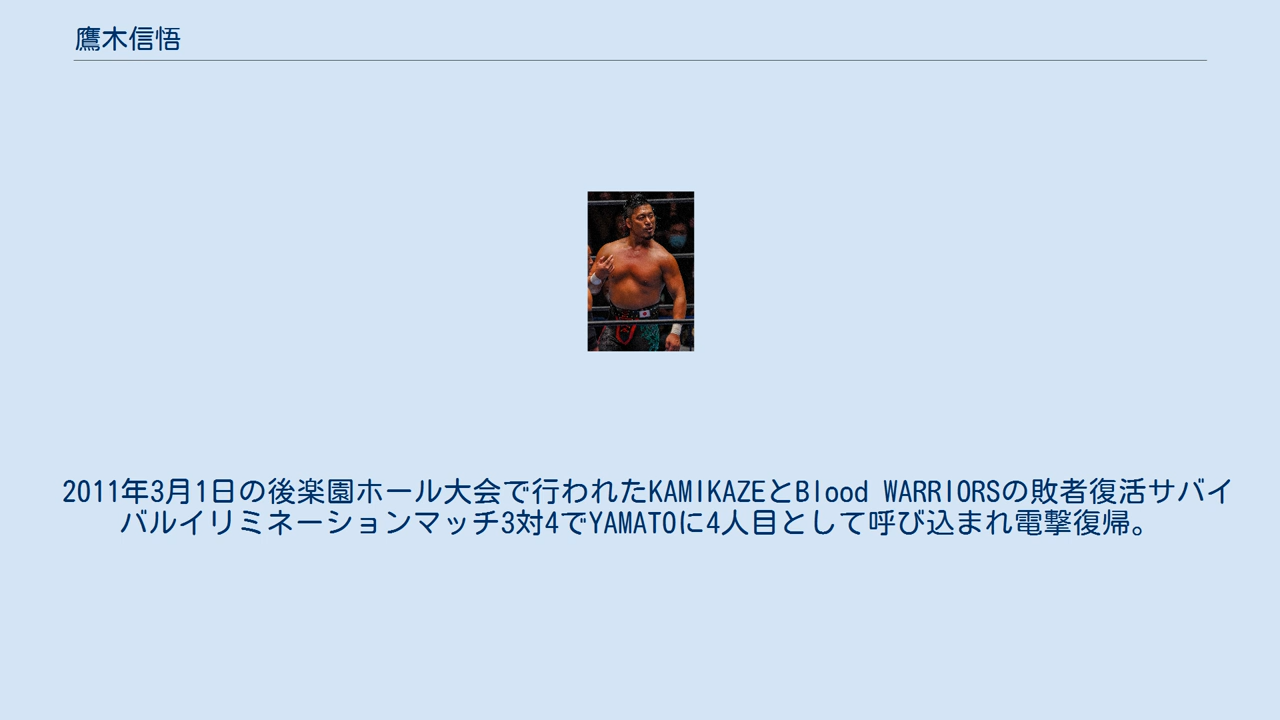 鷹木信悟
2011年3月1日の後楽園ホール大会で行われたKAMIKAZEとBlood WARRIORSの敗者復活サバイ
バルイリミネーションマッチ3対4でYAMATOに4人目として呼び込まれ電撃復帰。